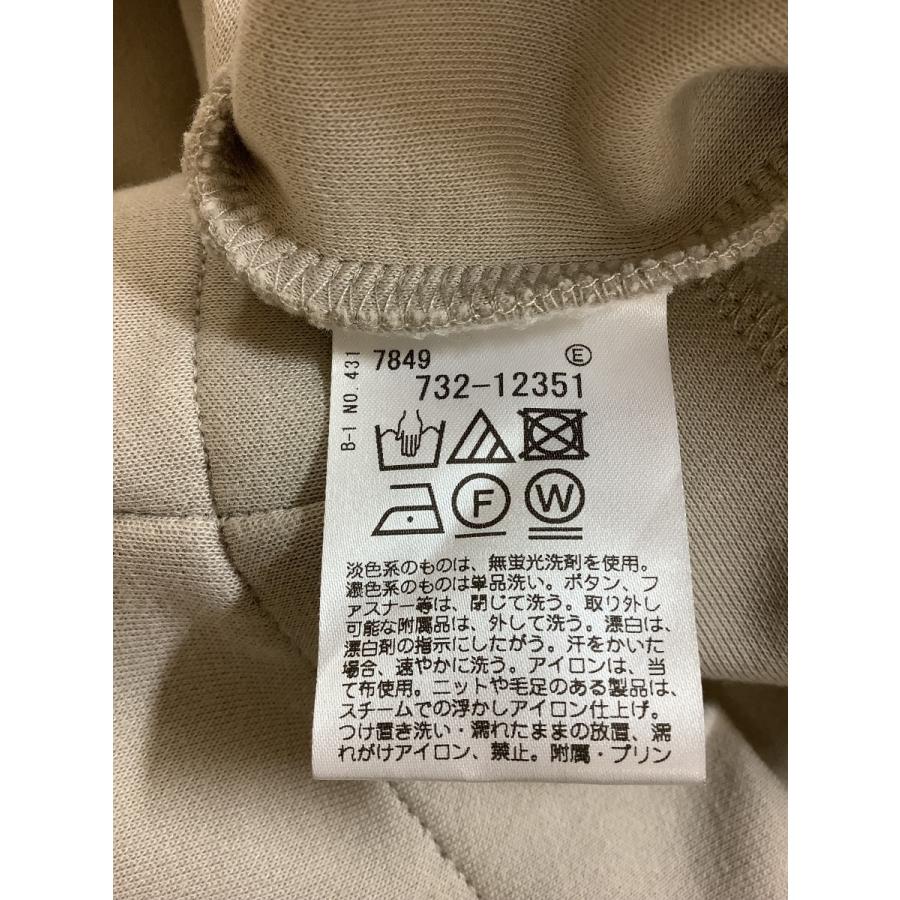 B-1 NO.431
7849 E
732-12351
F W
淡色系のものは、無蛍光洗剤を使用。
濃色系のものは単品洗い。ボタン、フ
ァスナー等は、閉じて洗う。取り外し
可能な附属品は、外して洗う。漂白は、
漂白剤の指示にしたがう。汗をかいた
場合、速やかに洗う。アイロンは、当
て布使用。ニットや毛足のある製品は、
スチームでの浮かしアイロン仕上げ。
つけ置き洗い・濡れたままの放置、濡
れがけアイロン、禁止。附属・プリン